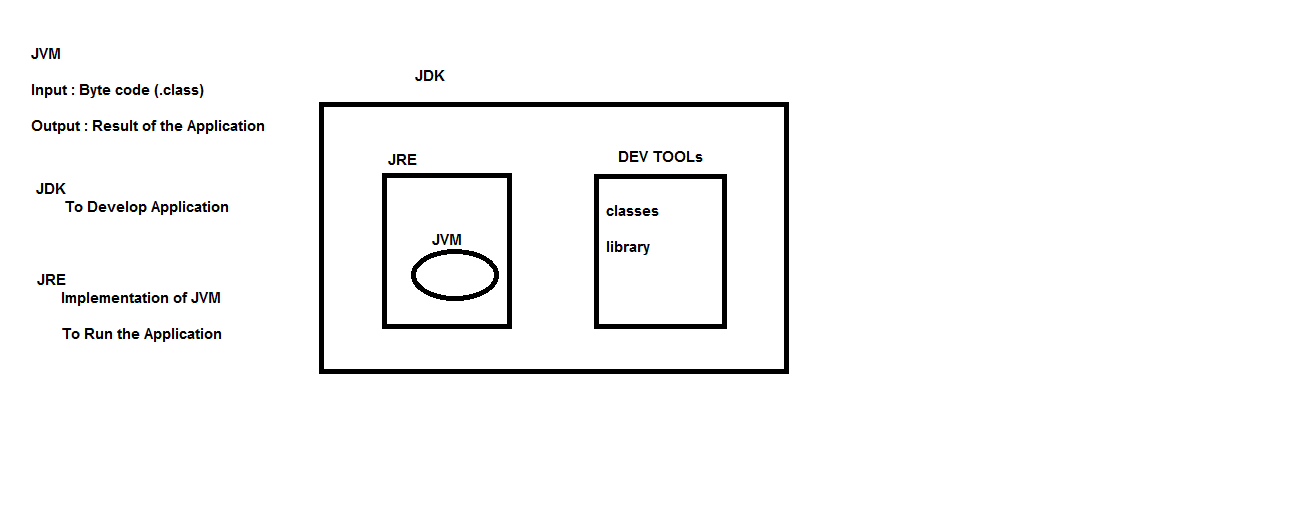 JVM
Input : Byte code (.class)
Output : Result of the Application
JDK
To Develop Application
JRE
Implementation of JVM
To Run the Application
JDK
JRE
JVM
DEV TOOLs
classes
library